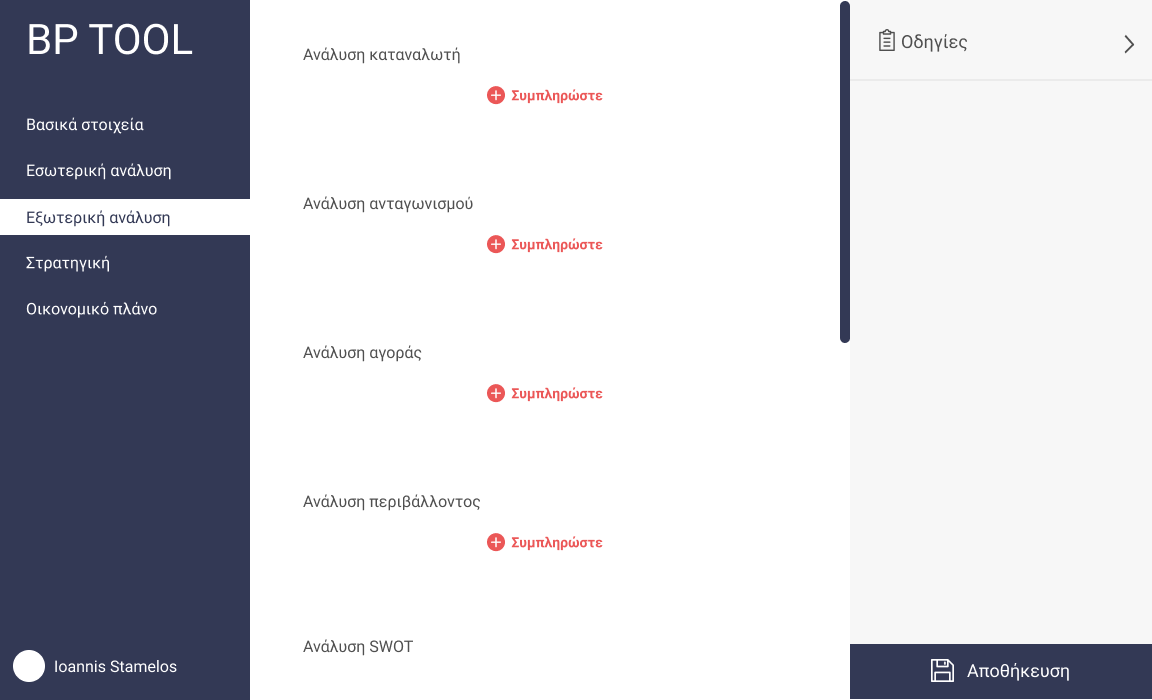 BP TOOL
Βασικά στοιχεία
Εσωτερική ανάλυση
Εξωτερική ανάλυση
Στρατηγική
Οικονομικό πλάνο
Ioannis Stamelos
Ανάλυση καταναλωτή
Συμπληρώστε
Ανάλυση ανταγωνισμού
Συμπληρώστε
Ανάλυση αγοράς
Συμπληρώστε
Ανάλυση περιβάλλοντος
Συμπληρώστε
Ανάλυση SWOT
Οδηγίες
Αποθήκευση